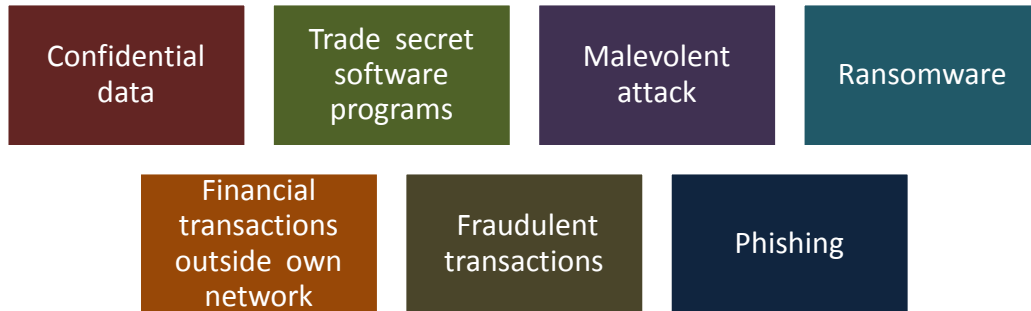 Confidential
data
Trade secret
software
programs
Malevolent
attack
Ransomware
Financial
transactions
outside own
network
Fraudulent
transactions
Phishing